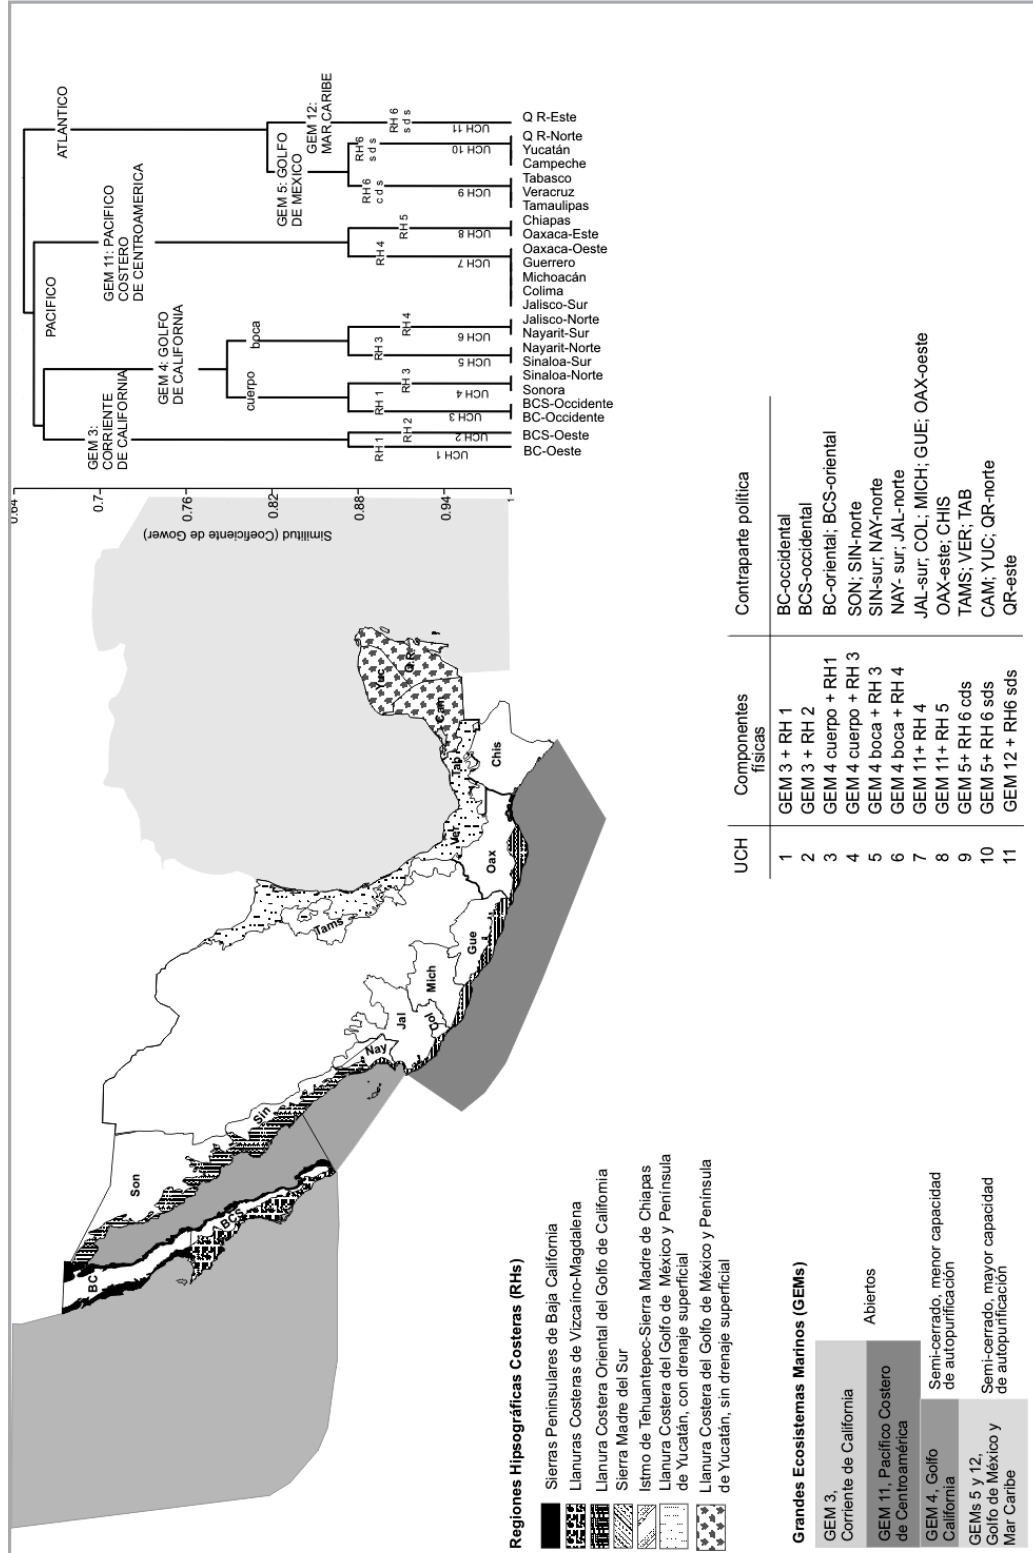 BC
BCS
Son
Sin
Nay
Jal
Col
Mich
Gue
Oax
Chis
Tams
Ver
Tab
Cam
Yuc
Q.R.
Regiones Hipsográficas Costeras (RHs)
Sierras Peninsulares de Baja California
Llanuras Costeras de Vizcaíno-Magdalena
Llanura Costera Oriental del Golfo de California
Sierra Madre del Sur
Istmo de Tehuantepec-Sierra Madre de Chiapas
Llanura Costera del Golfo de México y Península
de Yucatán, con drenaje superficial
Llanura Costera del Golfo de México y Península
de Yucatán, sin drenaje superficial
Grandes Ecosistemas Marinos (GEMs)
GEM 3,
Corriente de California
GEM 11, Pacífico Costero
de Centroamérica
Abiertos
GEM 4, Golfo
California
Semi-cerrado, menor capacidad
de autopurificación
GEMs 5 y 12,
Golfo de México y
Mar Caribe
Semi-cerrado, mayor capacidad
de autopurificación
0.64
0.7
0.76
0.82
0.88
0.94
1
Similitud (Coeficiente de Gower)
PACIFICO
ATLANTICO
GEM 3:
CORRIENTE
DE CALIFORNIA
GEM 4: GOLFO
DE CALIFORNIA
GEM 11: PACIFICO
COSTERO
DE CENTROAMERICA
GEM 5: GOLFO
DE MEXICO
GEM 12:
MAR CARIBE
cuerpo
boca
RH 1
RH 2
RH 1
RH 3
RH 3
RH 4
RH 4
RH 5
RH 6
c d s
RH 6
s d s
RH 6
s d s
UCH 1
UCH 2
UCH 3
UCH 4
UCH 5
UCH 6
UCH 7
UCH 8
UCH 9
UCH 10
UCH 11
BC-Oeste
BCS-Oeste
BC-Occidente
BCS-Occidente
Sonora
Sinaloa-Norte
Sinaloa-Sur
Nayarit-Norte
Nayarit-Sur
Jalisco-Norte
Jalisco-Sur
Colima
Michoacán
Guerrero
Oaxaca-Oeste
Oaxaca-Este
Chiapas
Tamaulipas
Veracruz
Tabasco
Campeche
Yucatán
Q R-Norte
Q R-Este
UCH Componentes físicas Contraparte política
1 GEM 3 + RH 1 BC-occidental
2 GEM 3 + RH 2 BCS-occidental
3 GEM 4 cuerpo + RH1 BC-oriental; BCS-oriental
4 GEM 4 cuerpo + RH 3 SON; SIN-norte
5 GEM 4 boca + RH 3 SIN-sur; NAY-norte
6 GEM 4 boca + RH 4 NAY- sur; JAL-norte
7 GEM 11+ RH 4 JAL-sur; COL; MICH; GUE; OAX-oeste
8 GEM 11+ RH 5 OAX-este; CHIS
9 GEM 5+ RH 6 cds TAMS; VER; TAB
10 GEM 5+ RH 6 sds CAM; YUC; QR-norte
11 GEM 12 + RH6 sds QR-este